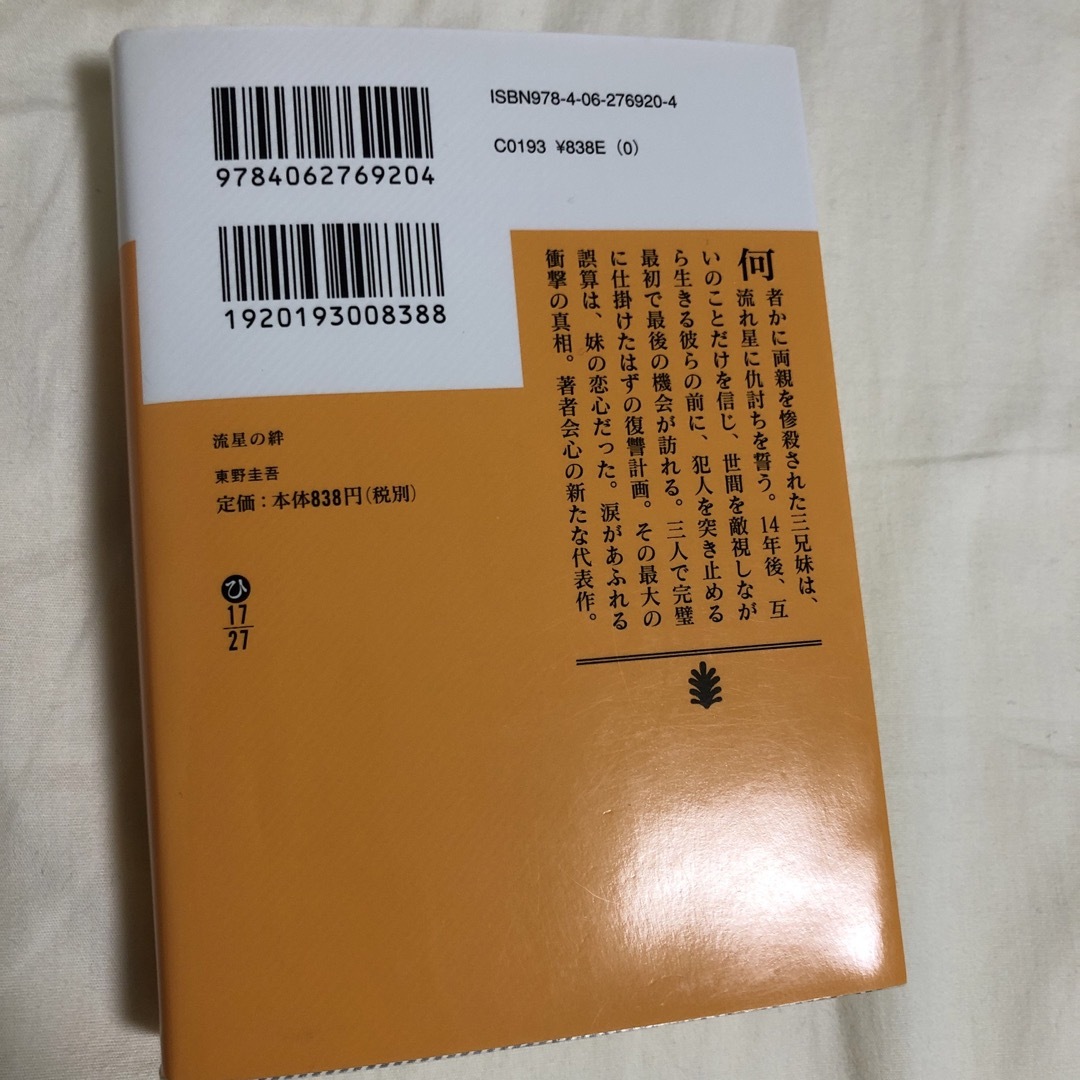 9784062769204
ISBN978-4-06-276920-4
C0193 ¥838E (0)
1920193008388
何者かに両親を惨殺された三兄妹は、
流れ星に仇討ちを誓う。14年後、互
いのことだけを信じ、世間を敵視しなが
ら生きる彼らの前に、犯人を突き止める
最初で最後の機会が訪れる。三人で完璧
に仕掛けたはずの復讐計画。その最大の
誤算は、妹の恋心だった。涙があふれる
衝撃の真相。著者会心の新たな代表作。
流星の絆
東野圭吾
定価:本体838円(税別)
ひ
17
27